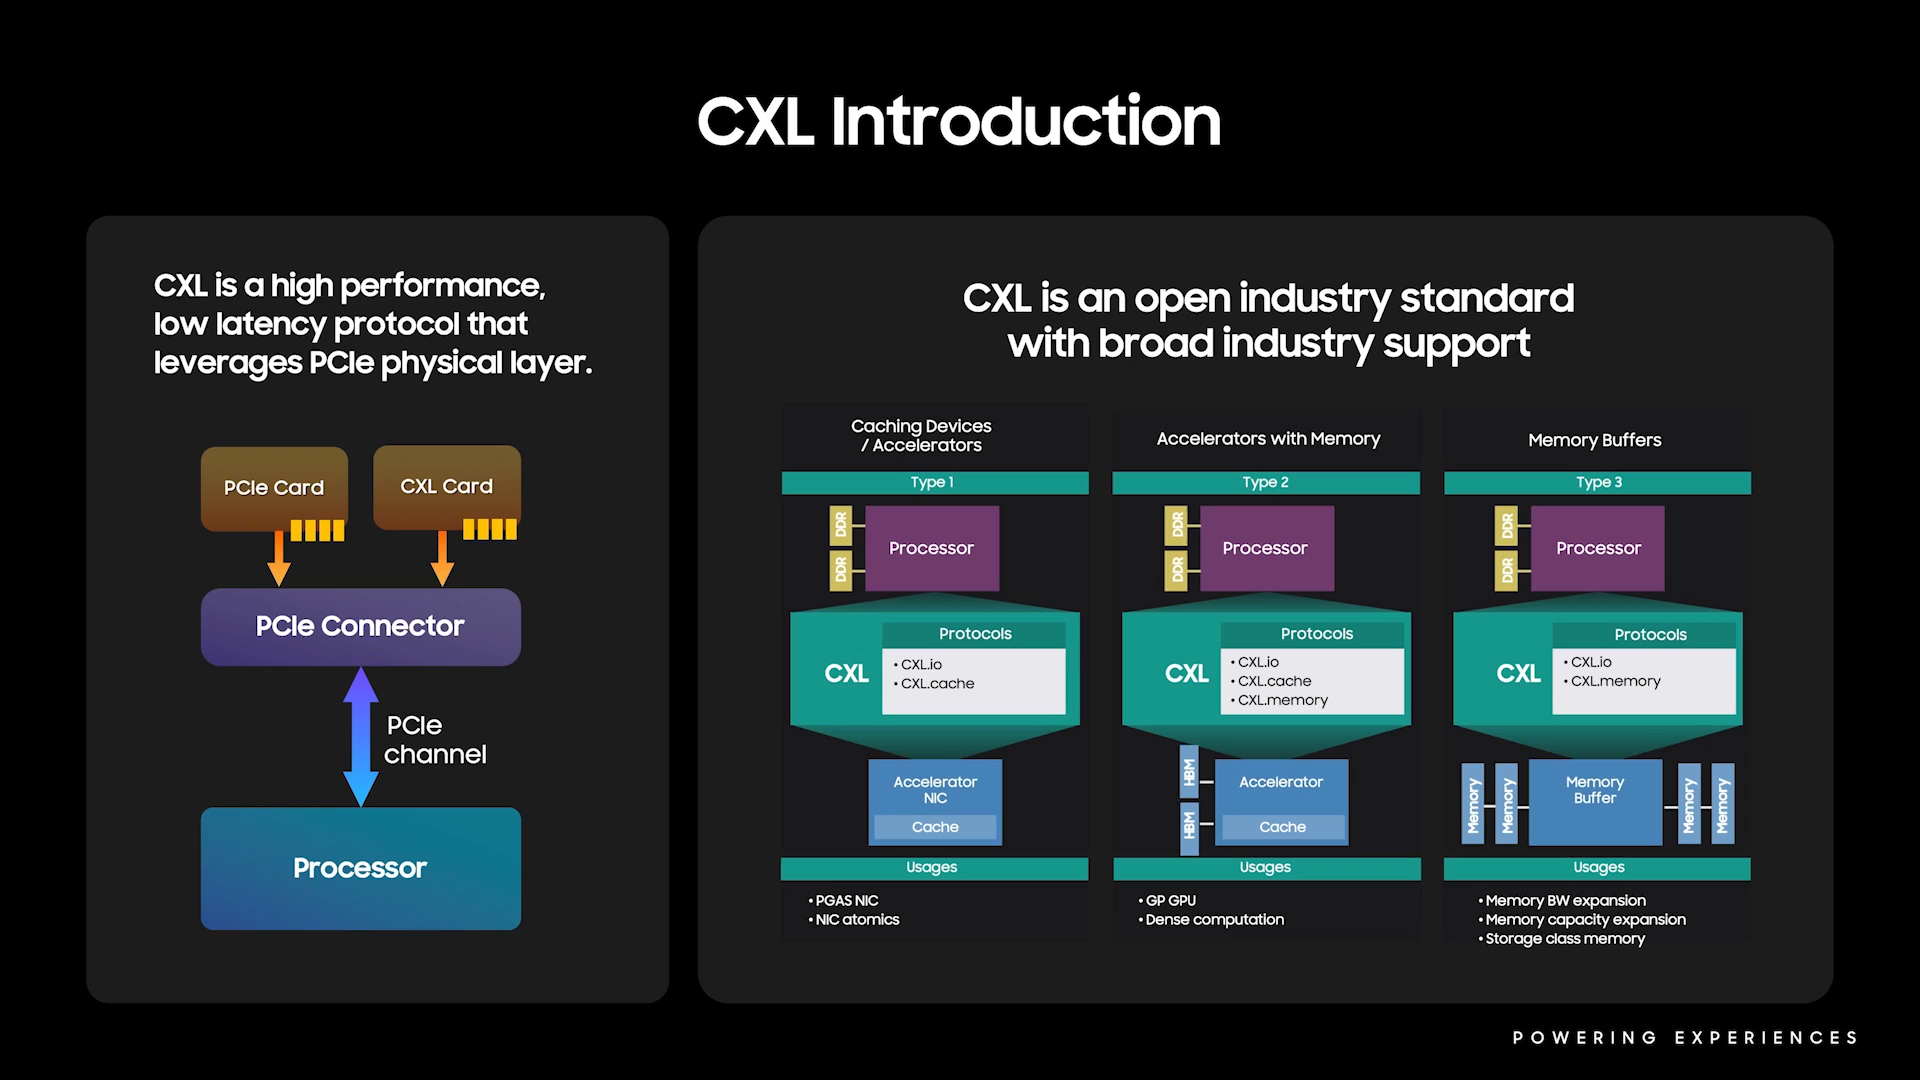 CXL Introduction
CXL is a high performance,
low latency protocol that
leverages PCIe physical layer.
PCIe Card
CXL Card
PCIe Connector
PCIe
channel
Processor
CXL is an open industry standard
with broad industry support
Caching Devices
/ Accelerators
Type 1
DDR
DDR
Processor
CXL
Protocols
• CXL.io
• CXL.cache
Accelerator
NIC
Cache
Usages
• PGAS NIC
• NIC atomics
Accelerators with Memory
Type 2
DDR
DDR
Processor
CXL
Protocols
• CXL.io
• CXL.cache
• CXL.memory
HBM
HBM
Accelerator
Cache
Usages
• GP GPU
• Dense computation
Memory Buffers
Type 3
DDR
DDR
Processor
CXL
Protocols
• CXL.io
• CXL.memory
Memory
Memory
Memory
Buffer
Memory
Memory
Usages
• Memory BW expansion
• Memory capacity expansion
• Storage class memory
POWERING EXPERIENCES